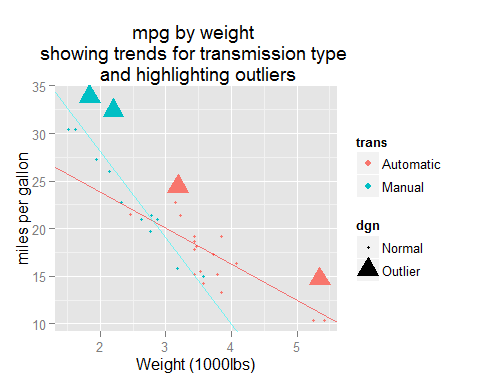 mpg by weight
showing trends for transmission type
and highlighting outliers
miles per gallon
35
30
25
20
15
10
2
3
4
5
Weight (1000lbs)
trans
Automatic
Manual
dgn
Normal
Outlier